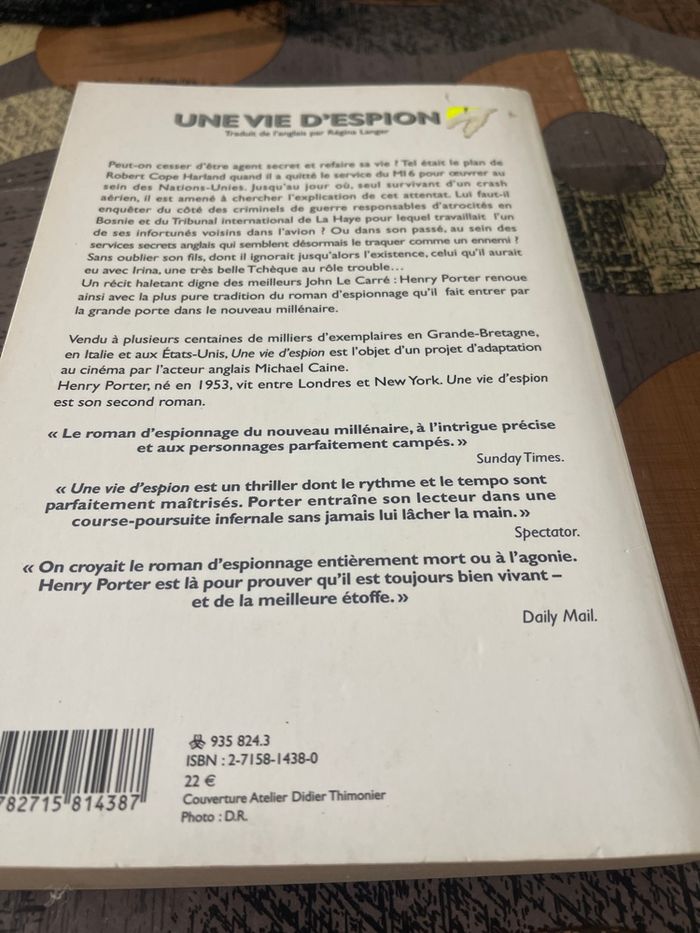 UNE VIE D'ESPION
Traduit de l'anglais par Régina Langer
Peut-on cesser d'être agent secret et refaire sa vie ? Tel était le plan de
Robert Cope Harland quand il a quitté le service du MI 6 pour œuvrer au
sein des Nations-Unies. Jusqu'au jour où, seul survivant d'un crash
aérien, il est amené à chercher l'explication de cet attentat. Lui faut-il
enquêter du côté des criminels de guerre responsables d'atrocités en
Bosnie et du Tribunal international de La Haye pour lequel travaillait l'un
de ses infortunés voisins dans l'avion ? Ou dans son passé, au sein des
services secrets anglais qui semblent désormais le traquer comme un ennemi ?
Sans oublier son fils, dont il ignorait jusqu'alors l'existence, celui qu'il aurait
eu avec Irina, une très belle Tchèque au rôle trouble...
Un récit haletant digne des meilleurs John Le Carré : Henry Porter renoue
ainsi avec la plus pure tradition du roman d'espionnage qu'il fait entrer par
la grande porte dans le nouveau millénaire.
Vendu à plusieurs centaines de milliers d'exemplaires en Grande-Bretagne,
en Italie et aux États-Unis, Une vie d'espion est l'objet d'un projet d'adaptation
au cinéma par l'acteur anglais Michael Caine.
Henry Porter, né en 1953, vit entre Londres et New York. Une vie d'espion
est son second roman.
« Le roman d'espionnage du nouveau millénaire, à l'intrigue précise
et aux personnages parfaitement campés. »
Sunday Times.
« Une vie d'espion est un thriller dont le rythme et le tempo sont
parfaitement maîtrisés. Porter entraîne son lecteur dans une
course-poursuite infernale sans jamais lui lâcher la main. »
Spectator.
« On croyait le roman d'espionnage entièrement mort ou à l'agonie.
Henry Porter est là pour prouver qu'il est toujours bien vivant –
et de la meilleure étoffe. »
Daily Mail.
935 824.3
ISBN : 2-7158-1438-0
22 €
Couverture Atelier Didier Thimonier
Photo : D.R.
782715 814387